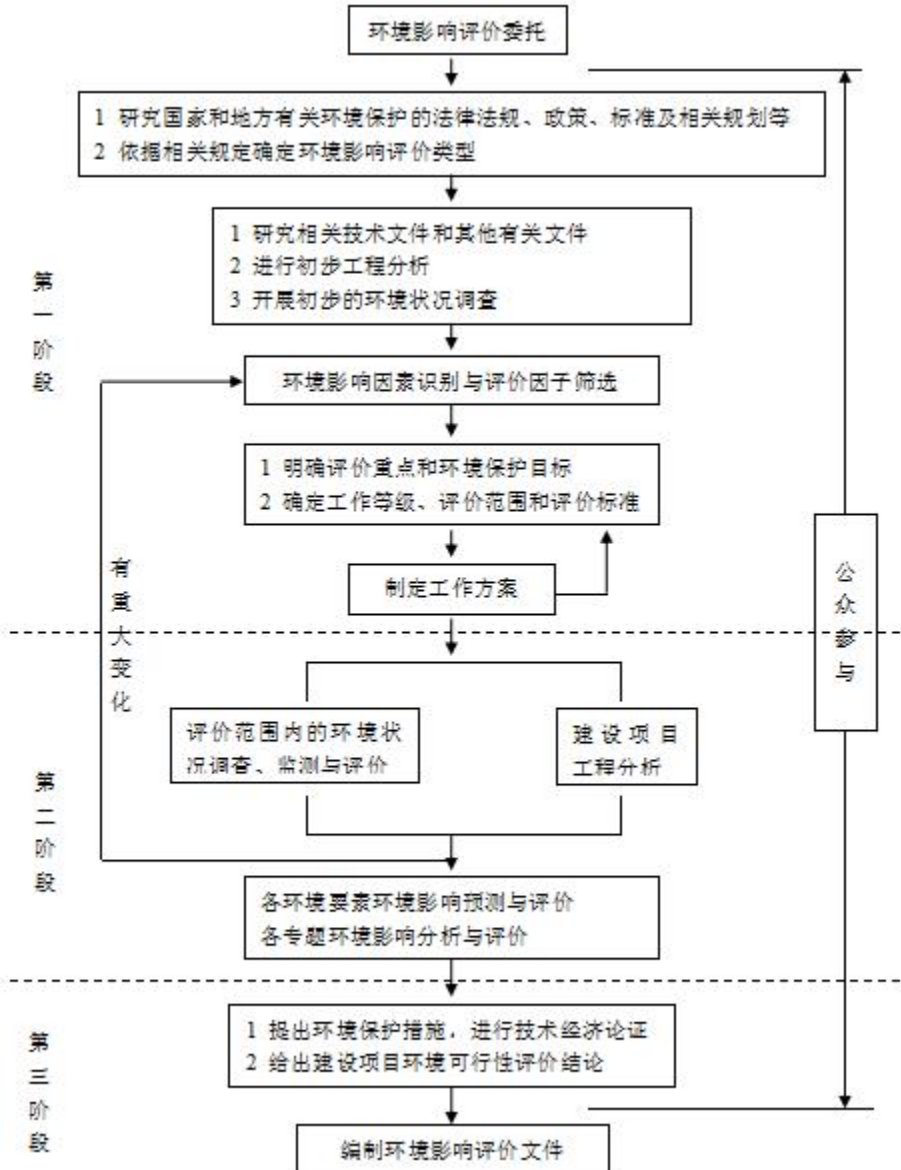 环境影响评价委托
1 研究国家和地方有关环境保护的法律法规、政策、标准及相关规划等
2 依据相关规定确定环境影响评价类型
1 研究相关技术文件和其他有关文件
2 进行初步工程分析
3 开展初步的环境状况调查
第一阶段
环境影响因素识别与评价因子筛选
1 明确评价重点和环境保护目标
2 确定工作等级、评价范围和评价标准
制定工作方案
有重大变化
公众参与
评价范围内的环境状
况调查、监测与评价
建设项目
工程分析
第二阶段
各环境要素环境影响预测与评价
各专题环境影响分析与评价
1 提出环境保护措施，进行技术经济论证
2 给出建设项目环境可行性评价结论
第三阶段
编制环境影响评价文件